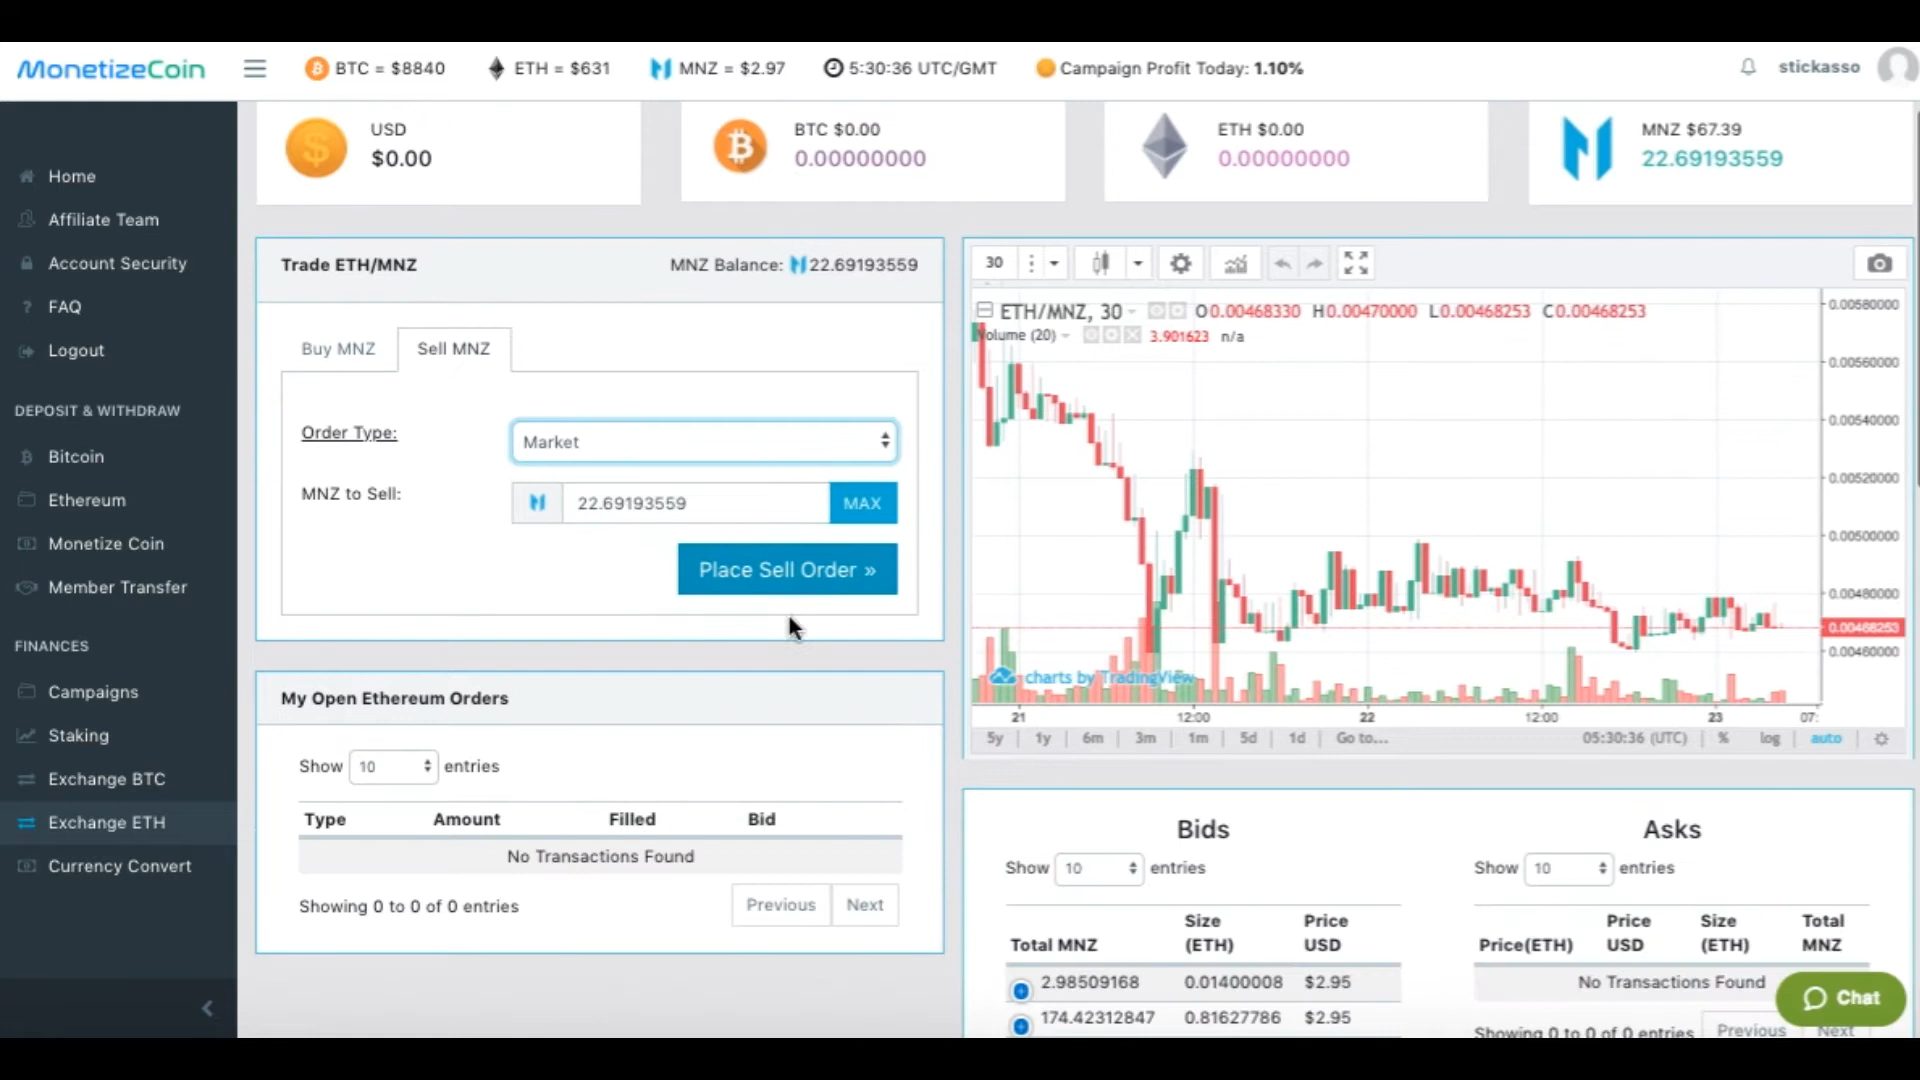 MonetizeCoin
BTC = $8840
ETH = $631
MNZ = $2.97
5:30:36 UTC/GMT
Campaign Profit Today: 1.10%
stickasso
USD
$0.00
BTC $0.00
0.00000000
ETH $0.00
0.00000000
MNZ $67.39
22.69193559
Home
Affiliate Team
Account Security
FAQ
Logout
DEPOSIT & WITHDRAW
Bitcoin
Ethereum
Monetize Coin
Member Transfer
FINANCES
Campaigns
Staking
Exchange BTC
Exchange ETH
Currency Convert
Trade ETH/MNZ
MNZ Balance: 22.69193559
Buy MNZ
Sell MNZ
Order Type:
Market
MNZ to Sell:
22.69193559
MAX
Place Sell Order »
My Open Ethereum Orders
Show 10 entries
Type Amount Filled Bid
No Transactions Found
Showing 0 to 0 of 0 entries
Previous Next
30
ETH/MNZ, 30 O0.00468330 H0.00470000 L0.00468253 C0.00468253
Volume (20) 3.901623 n/a
0.00580000
0.00560000
0.00540000
0.00520000
0.00500000
0.00480000
0.00468253
0.00460000
charts by TradingView
21 12:00 22 12:00 23 07:
5y 1y 6m 3m 1m 5d 1d Go to... 05:30:36 (UTC) % log auto
Bids
Show 10 entries
Total MNZ Size (ETH) Price USD
2.98509168 0.01400008 $2.95
174.42312847 0.81627786 $2.95
Asks
Show 10 entries
Price(ETH) Price USD Size (ETH) Total MNZ
No Transactions Found
Showing 0 to 0 of 0 entries
Previous Next
Chat